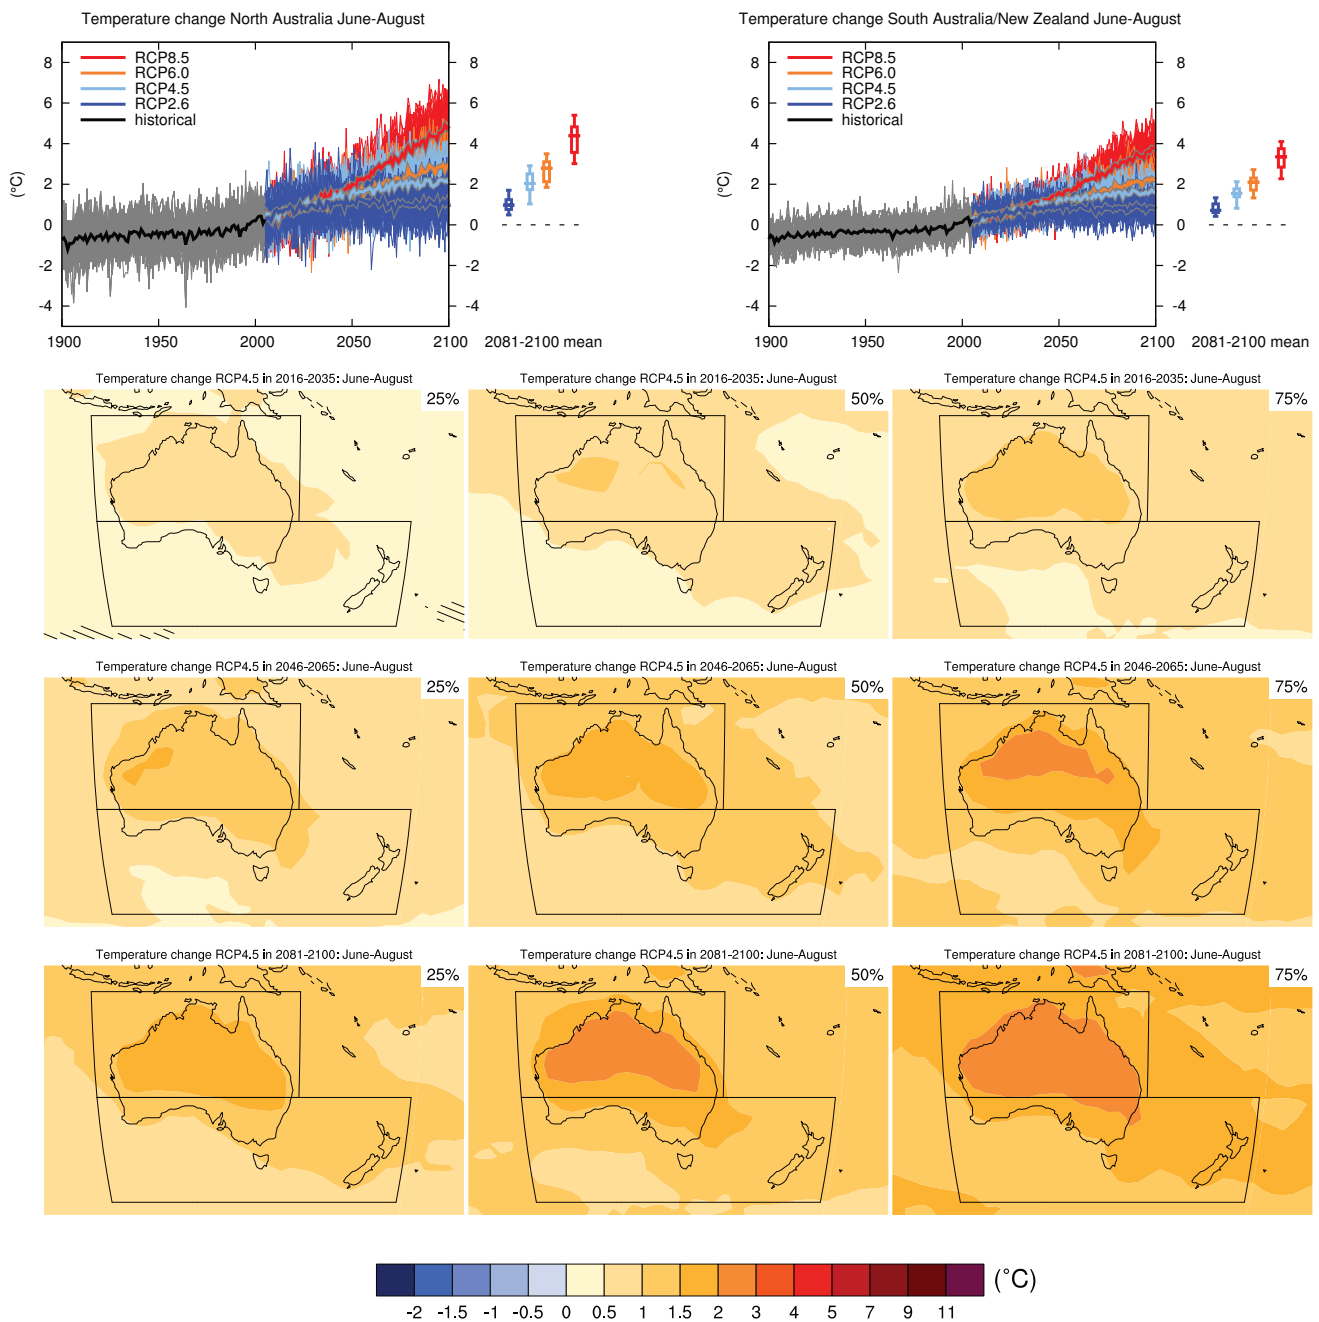 Temperature change North Australia June-August
Temperature change South Australia/New Zealand June-August
(°C)
8
6
4
2
0
-2
-4
RCP8.5
RCP6.0
RCP4.5
RCP2.6
historical
8
6
4
2
0
-2
-4
1900
1950
2000
2050
2100
2081-2100 mean
(°C)
8
6
4
2
0
-2
-4
RCP8.5
RCP6.0
RCP4.5
RCP2.6
historical
8
6
4
2
0
-2
-4
1900
1950
2000
2050
2100
2081-2100 mean
Temperature change RCP4.5 in 2016-2035: June-August
25%
Temperature change RCP4.5 in 2016-2035: June-August
50%
Temperature change RCP4.5 in 2016-2035: June-August
75%
Temperature change RCP4.5 in 2046-2065: June-August
25%
Temperature change RCP4.5 in 2046-2065: June-August
50%
Temperature change RCP4.5 in 2046-2065: June-August
75%
Temperature change RCP4.5 in 2081-2100: June-August
25%
Temperature change RCP4.5 in 2081-2100: June-August
50%
Temperature change RCP4.5 in 2081-2100: June-August
75%
(°C)
-2 -1.5 -1 -0.5 0 0.5 1 1.5 2 3 4 5 7 9 11